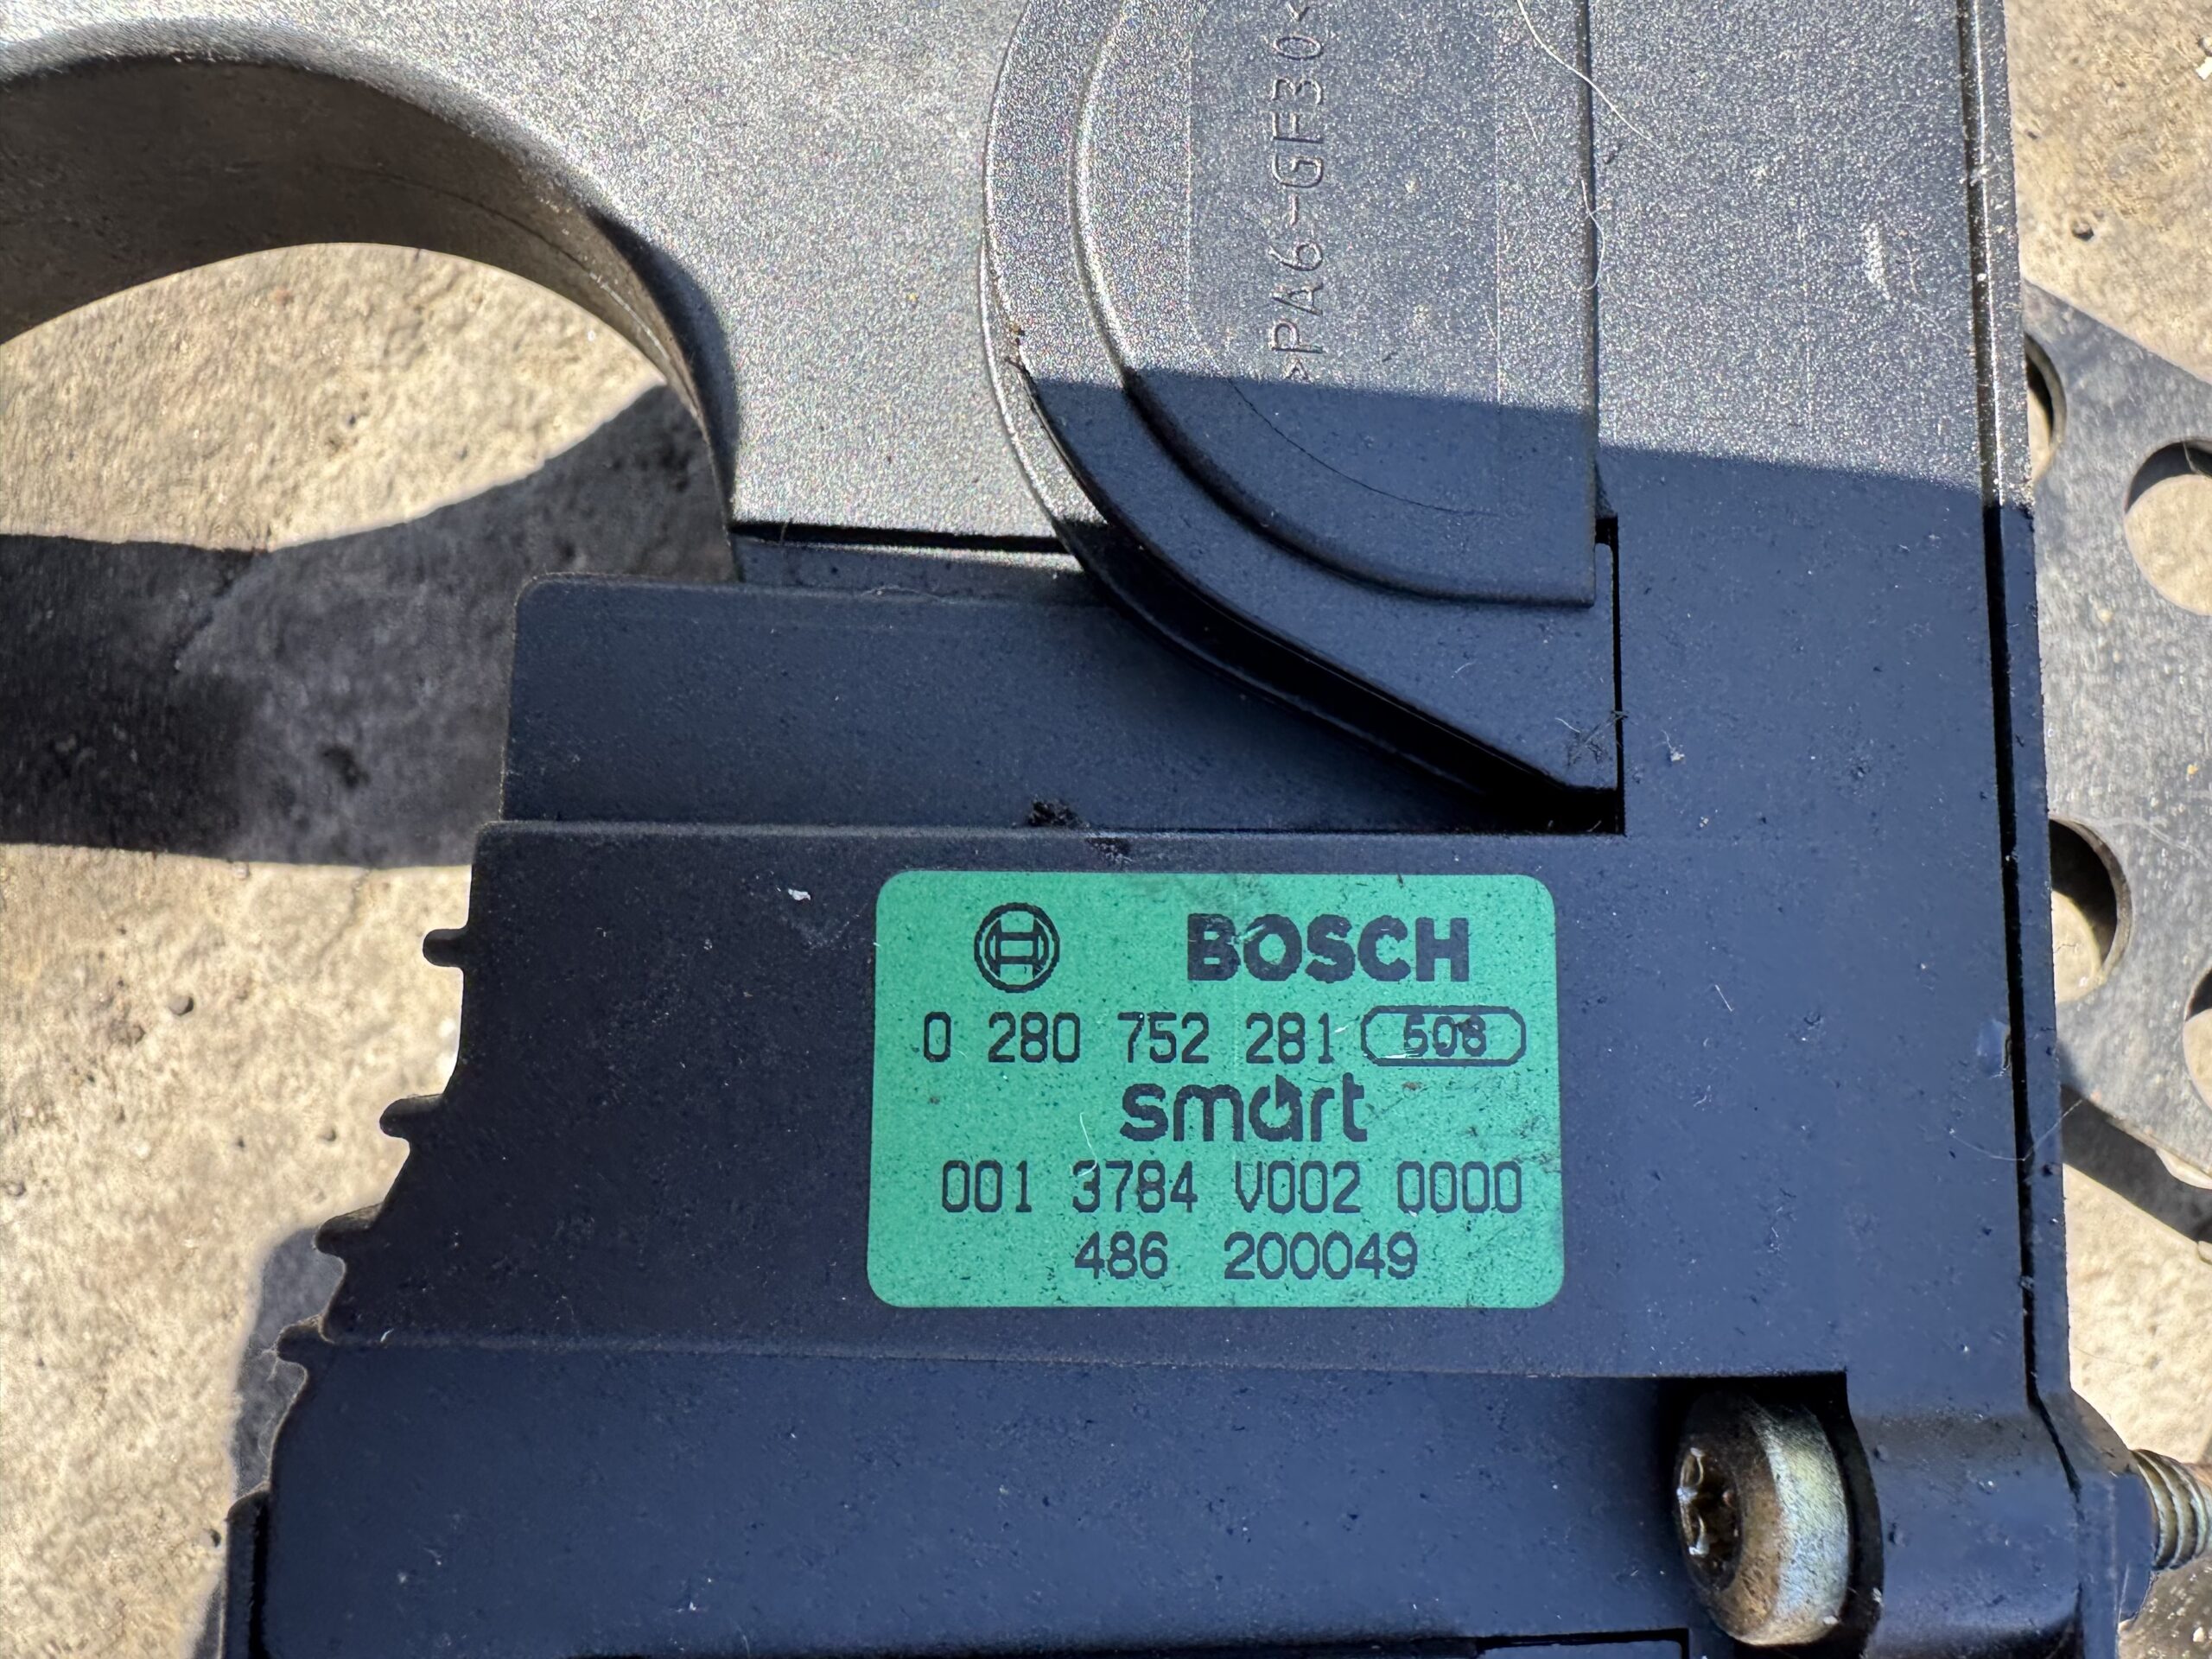 >PA6-GF30<
BOSCH
0 280 752 281 508
smart
001 3784 V002 0000
486 200049